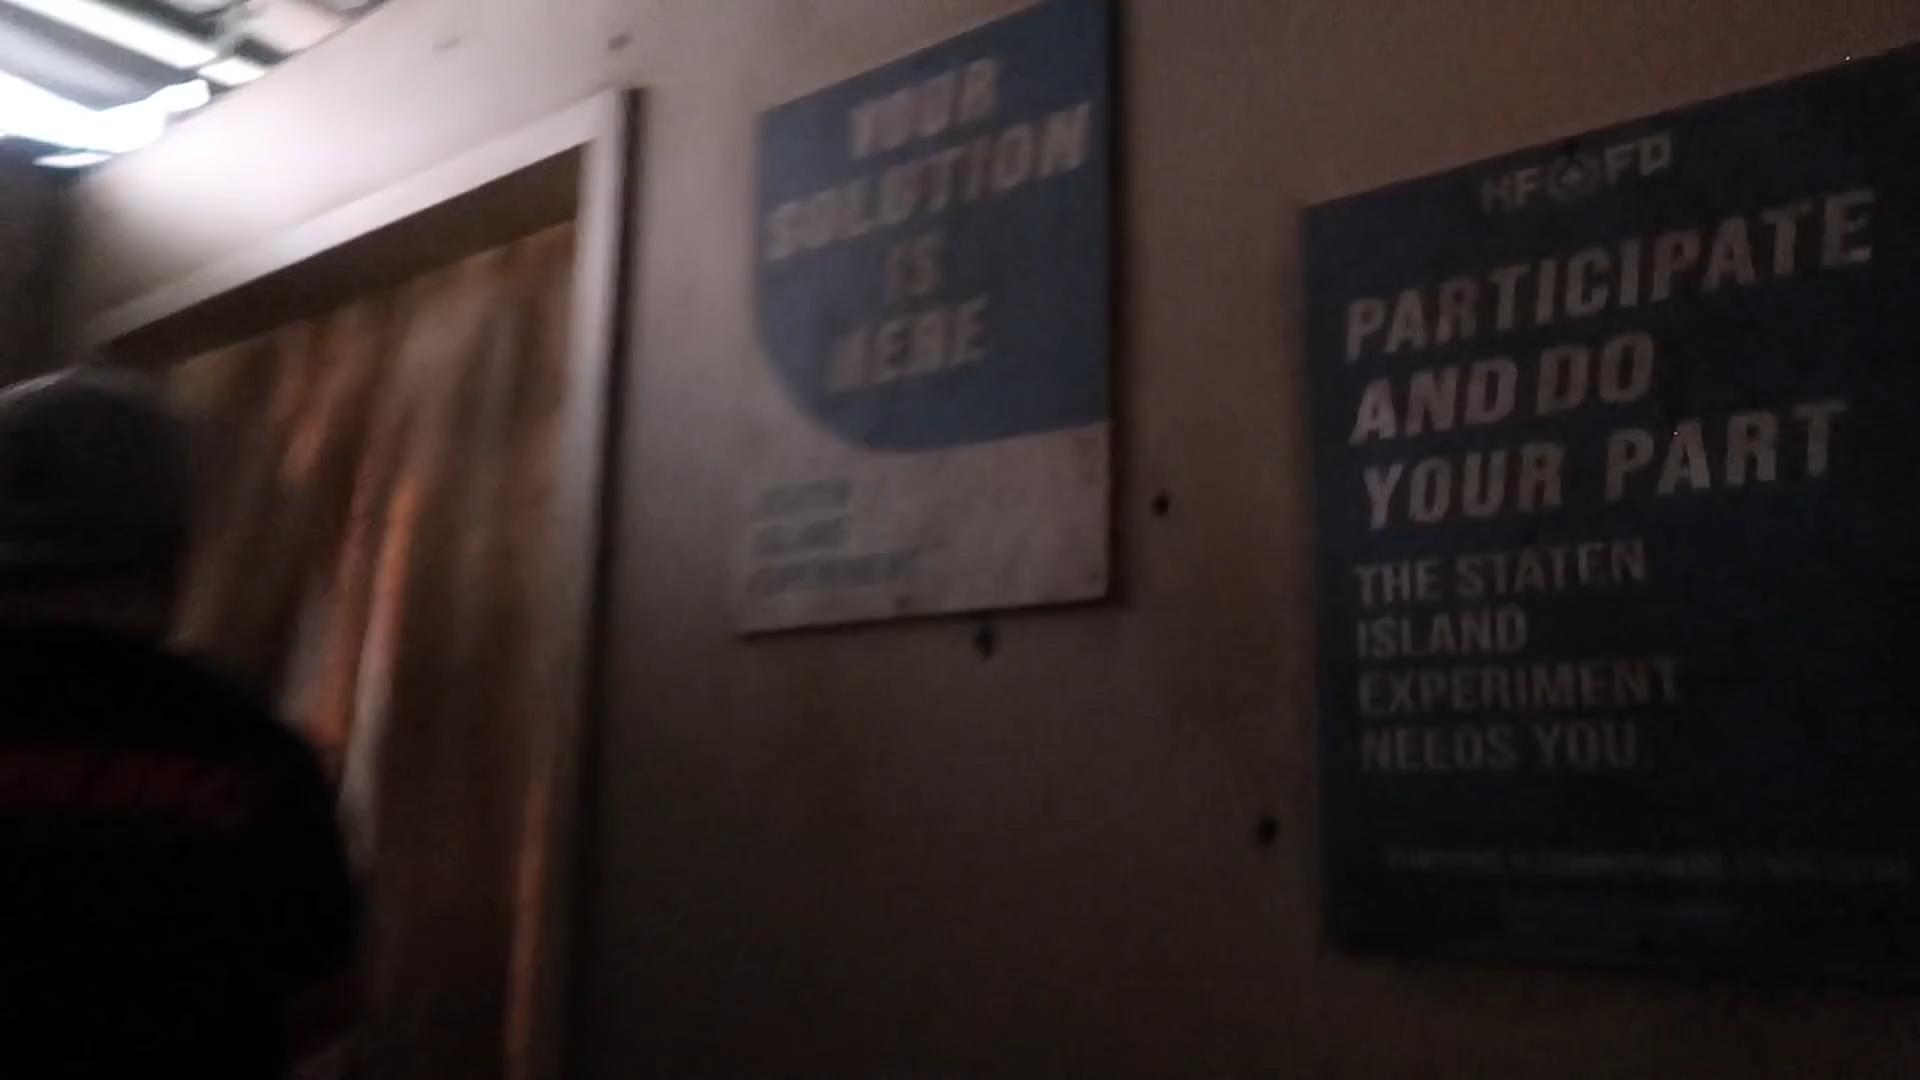 YOUR
SOLUTION
IS
HERE
NFFD
PARTICIPATE
AND DO
YOUR PART
THE STATEN
ISLAND
EXPERIMENT
NEEDS YOU.